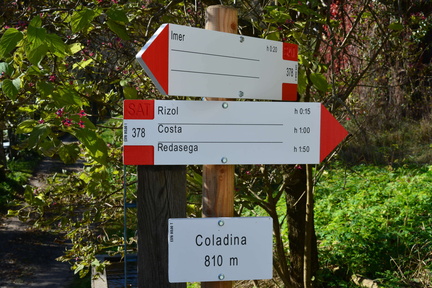 Imer h 0:20
378
SAT
Rizol h 0:15
378
Costa h 1:00
Redasega h 1:50
Coladina
810 m